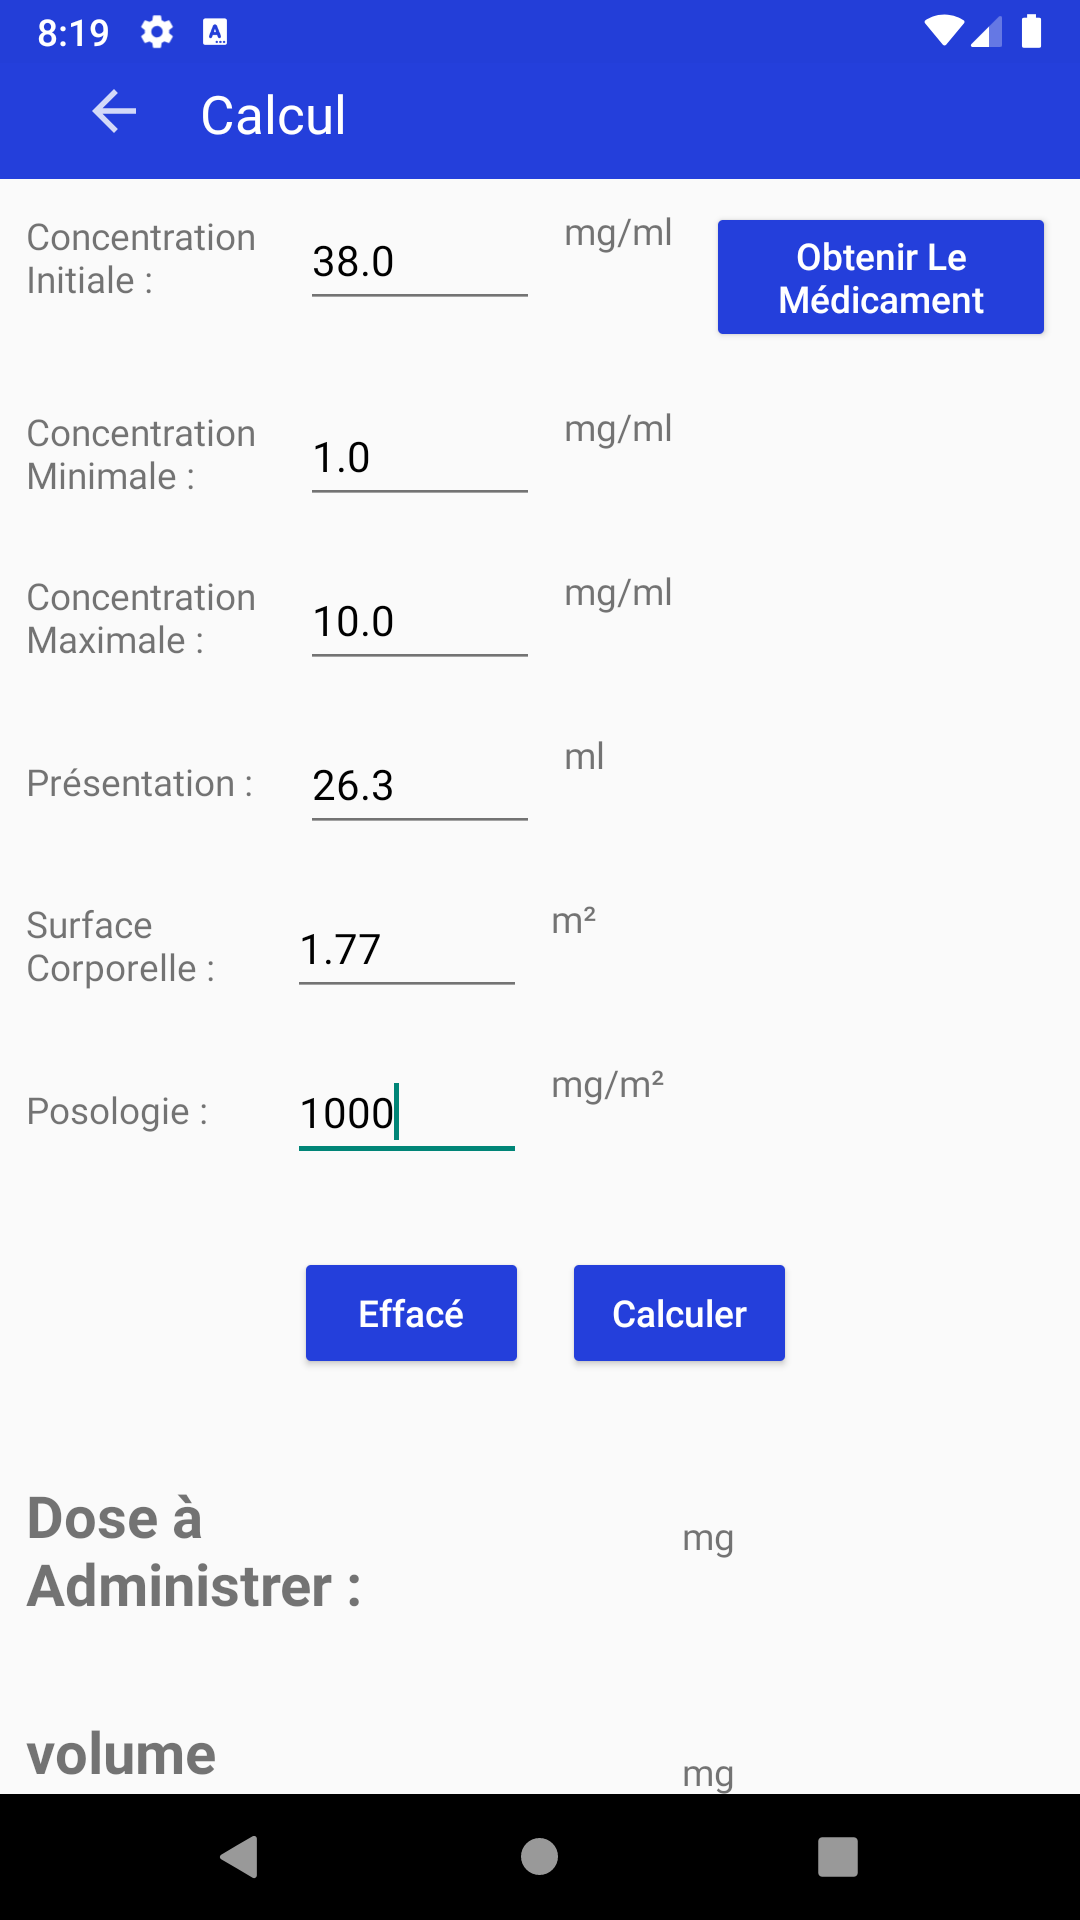 8:19
Calcul
Concentration
Initiale :
38.0
mg/ml
Obtenir Le
Médicament
Concentration
Minimale :
1.0
mg/ml
Concentration
Maximale :
10.0
mg/ml
Présentation :
26.3
ml
Surface
Corporelle :
1.77
m²
Posologie :
1000
mg/m²
Effacé
Calculer
Dose à
Administrer :
mg
volume
mg